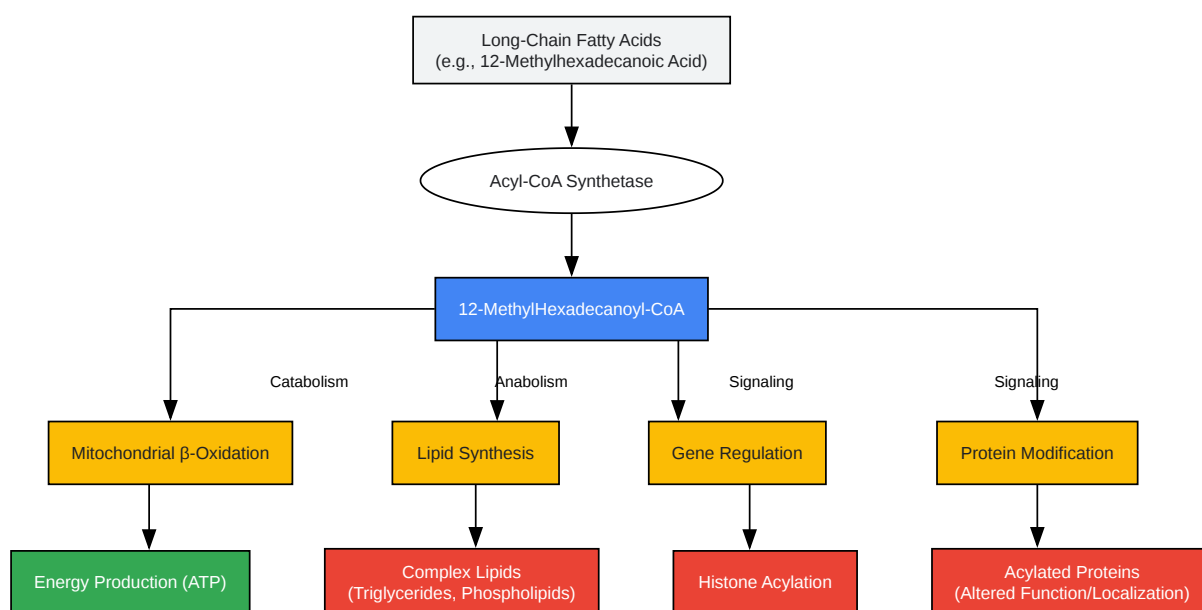 Long-Chain Fatty Acids
(e.g., 12-Methylhexadecanoic Acid)
Acyl-CoA Synthetase
12-MethylHexadecanoyl-CoA
Catabolism
Anabolism
Signaling
Signaling
Mitochondrial β-Oxidation
Lipid Synthesis
Gene Regulation
Protein Modification
Energy Production (ATP)
Complex Lipids
(Triglycerides, Phospholipids)
Histone Acylation
Acylated Proteins
(Altered Function/Localization)